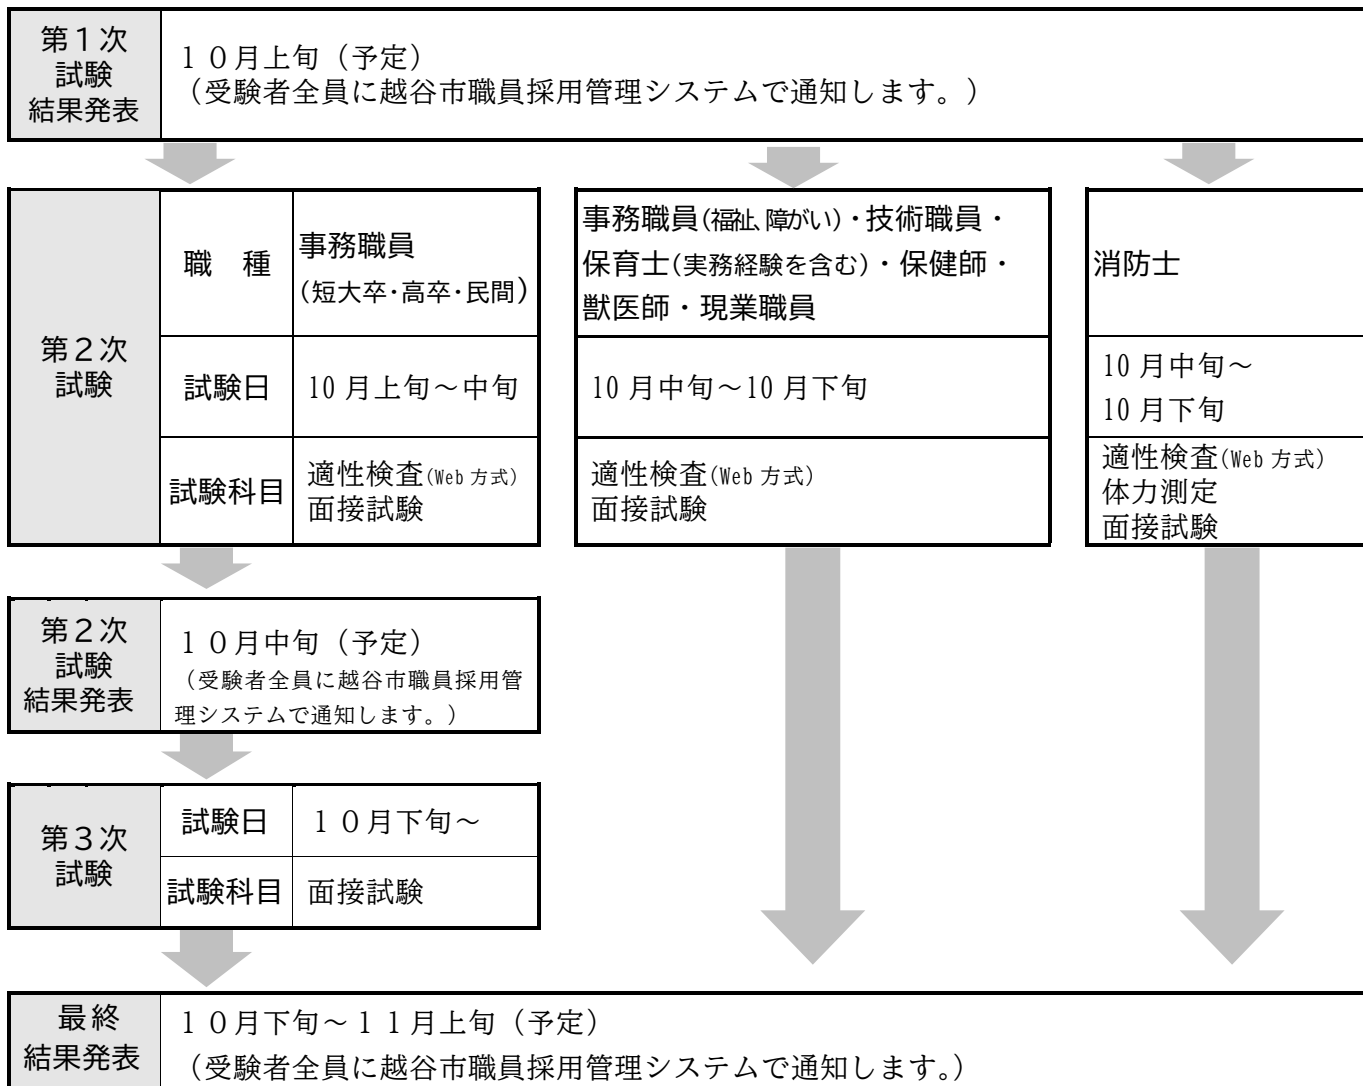 第１次
試験
結果発表
１０月上旬（予定）
（受験者全員に越谷市職員採用管理システムで通知します。）
第２次
試験
職　種
事務職員
（短大卒・高卒・民間）
試験日
10 月上旬～中旬
試験科目
適性検査(Web 方式)
面接試験
事務職員(福祉、障がい)・技術職員・
保育士(実務経験を含む)・保健師・
獣医師・現業職員
10 月中旬～10 月下旬
適性検査(Web 方式)
面接試験
消防士
10 月中旬～
10 月下旬
適性検査(Web 方式)
体力測定
面接試験
第２次
試験
結果発表
１０月中旬（予定）
（受験者全員に越谷市職員採用管
理システムで通知します。）
第３次
試験
試験日
１０月下旬～
試験科目
面接試験
最終
結果発表
１０月下旬～１１月上旬（予定）
（受験者全員に越谷市職員採用管理システムで通知します。）